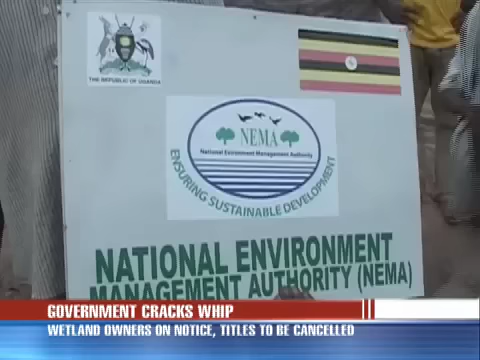 THE REPUBLIC OF UGANDA
NEMA
National Environment Management Authority
ENSURING SUSTAINABLE DEVELOPMENT
NATIONAL ENVIRONMENT
MANAGEMENT AUTHORITY (NEMA)
GOVERNMENT CRACKS WHIP
WETLAND OWNERS ON NOTICE, TITLES TO BE CANCELLED